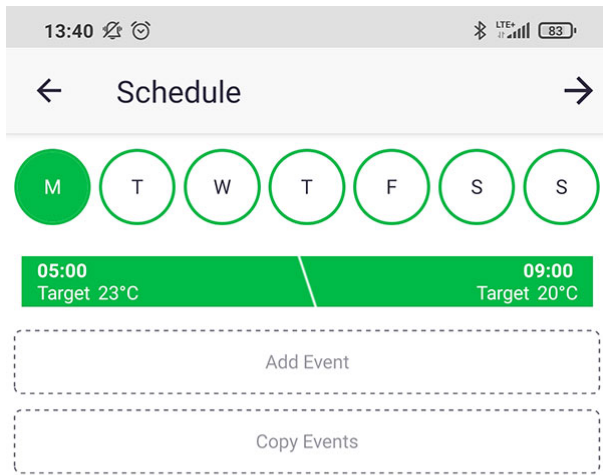 13:40 LTE+ 83
Schedule
M T W T F S S
05:00 09:00
Target 23°C Target 20°C
Add Event
Copy Events